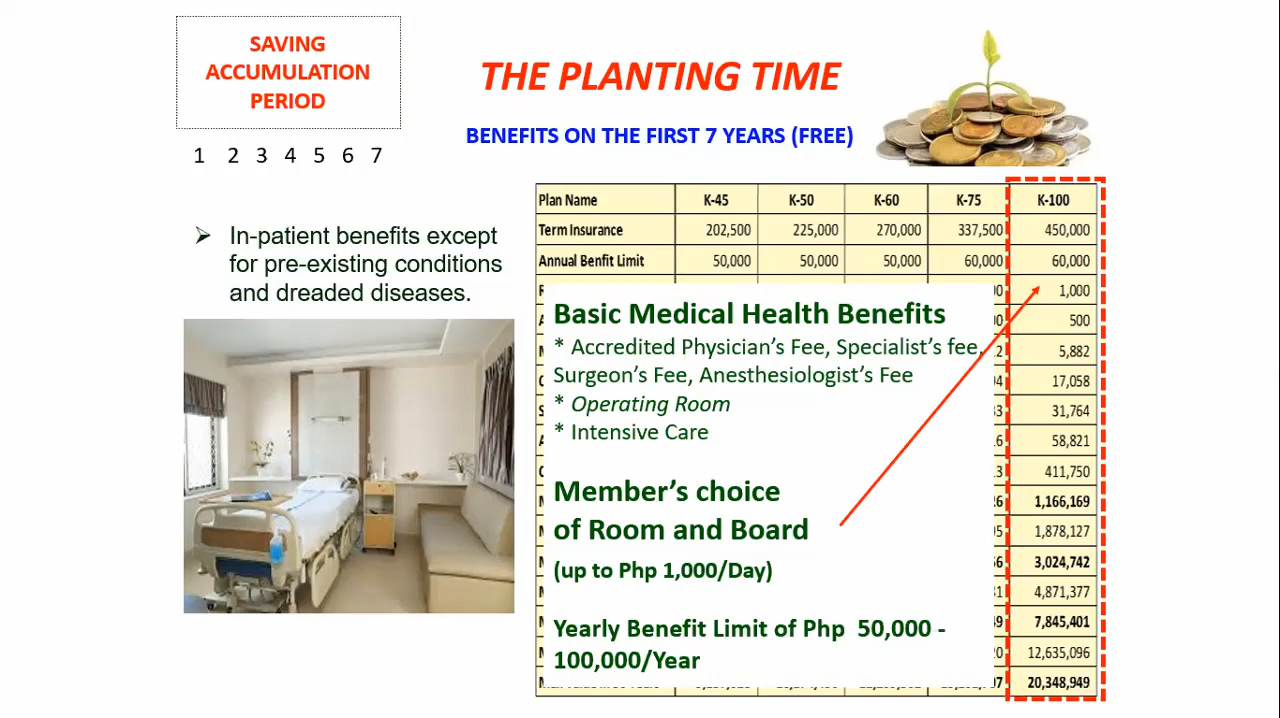 SAVING
ACCUMULATION
PERIOD
1 2 3 4 5 6 7
THE PLANTING TIME
BENEFITS ON THE FIRST 7 YEARS (FREE)
➢ In-patient benefits except
for pre-existing conditions
and dreaded diseases.
Plan Name K-45 K-50 K-60 K-75 K-100
Term Insurance 202,500 225,000 270,000 337,500 450,000
Annual Benfit Limit 50,000 50,000 50,000 60,000 60,000
1,000
500
5,882
17,058
31,764
58,821
411,750
1,166,169
1,878,127
3,024,742
4,871,377
7,845,401
12,635,096
20,348,949
Basic Medical Health Benefits
* Accredited Physician's Fee, Specialist's fee,
Surgeon's Fee, Anesthesiologist's Fee
* Operating Room
* Intensive Care
Member's choice
of Room and Board
(up to Php 1,000/Day)
Yearly Benefit Limit of Php 50,000 -
100,000/Year